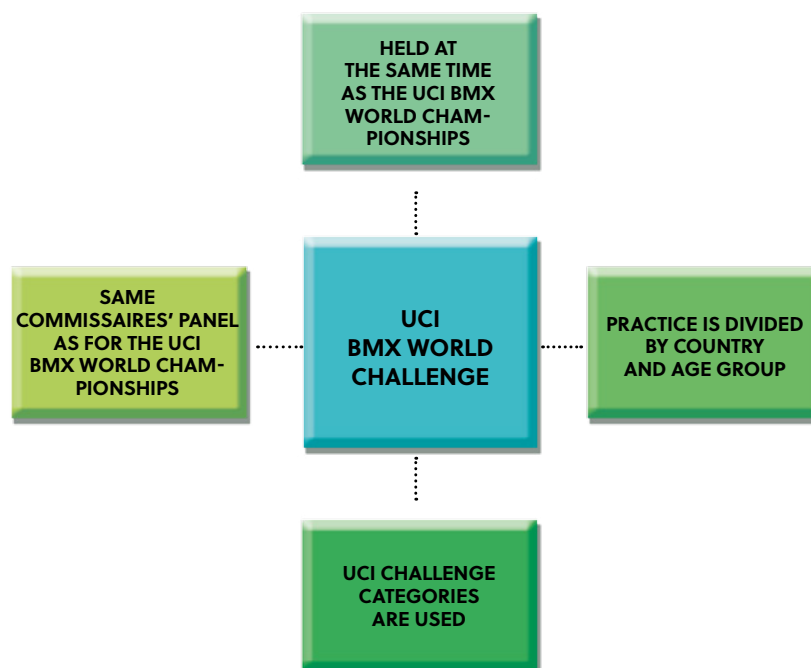 HELD AT
THE SAME TIME
AS THE UCI BMX
WORLD CHAM-
PIONSHIPS
SAME
COMMISSAIRES’ PANEL
AS FOR THE UCI
BMX WORLD CHAM-
PIONSHIPS
UCI
BMX WORLD
CHALLENGE
PRACTICE IS DIVIDED
BY COUNTRY
AND AGE GROUP
UCI CHALLENGE
CATEGORIES
ARE USED